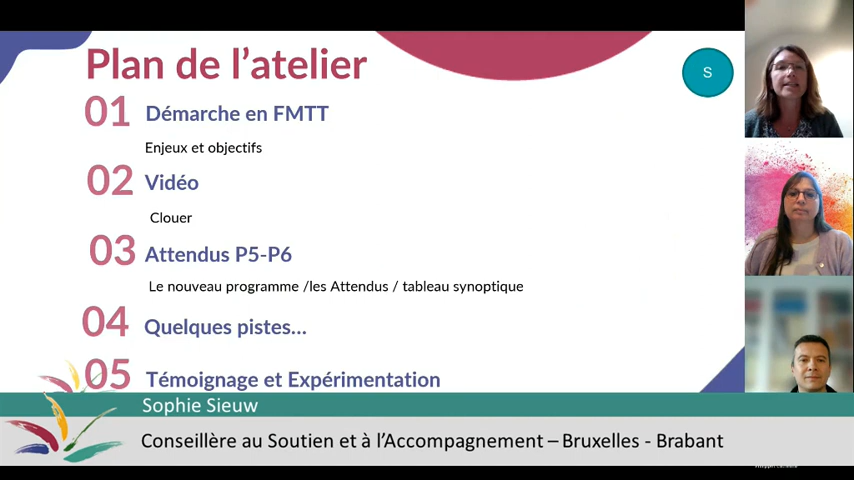 Plan de l’atelier
S
01 Démarche en FMTT
Enjeux et objectifs
02 Vidéo
Clouer
03 Attendus P5-P6
Le nouveau programme /les Attendus / tableau synoptique
04 Quelques pistes...
05 Témoignage et Expérimentation
Sophie Sieuw
Conseillère au Soutien et à l’Accompagnement – Bruxelles - Brabant